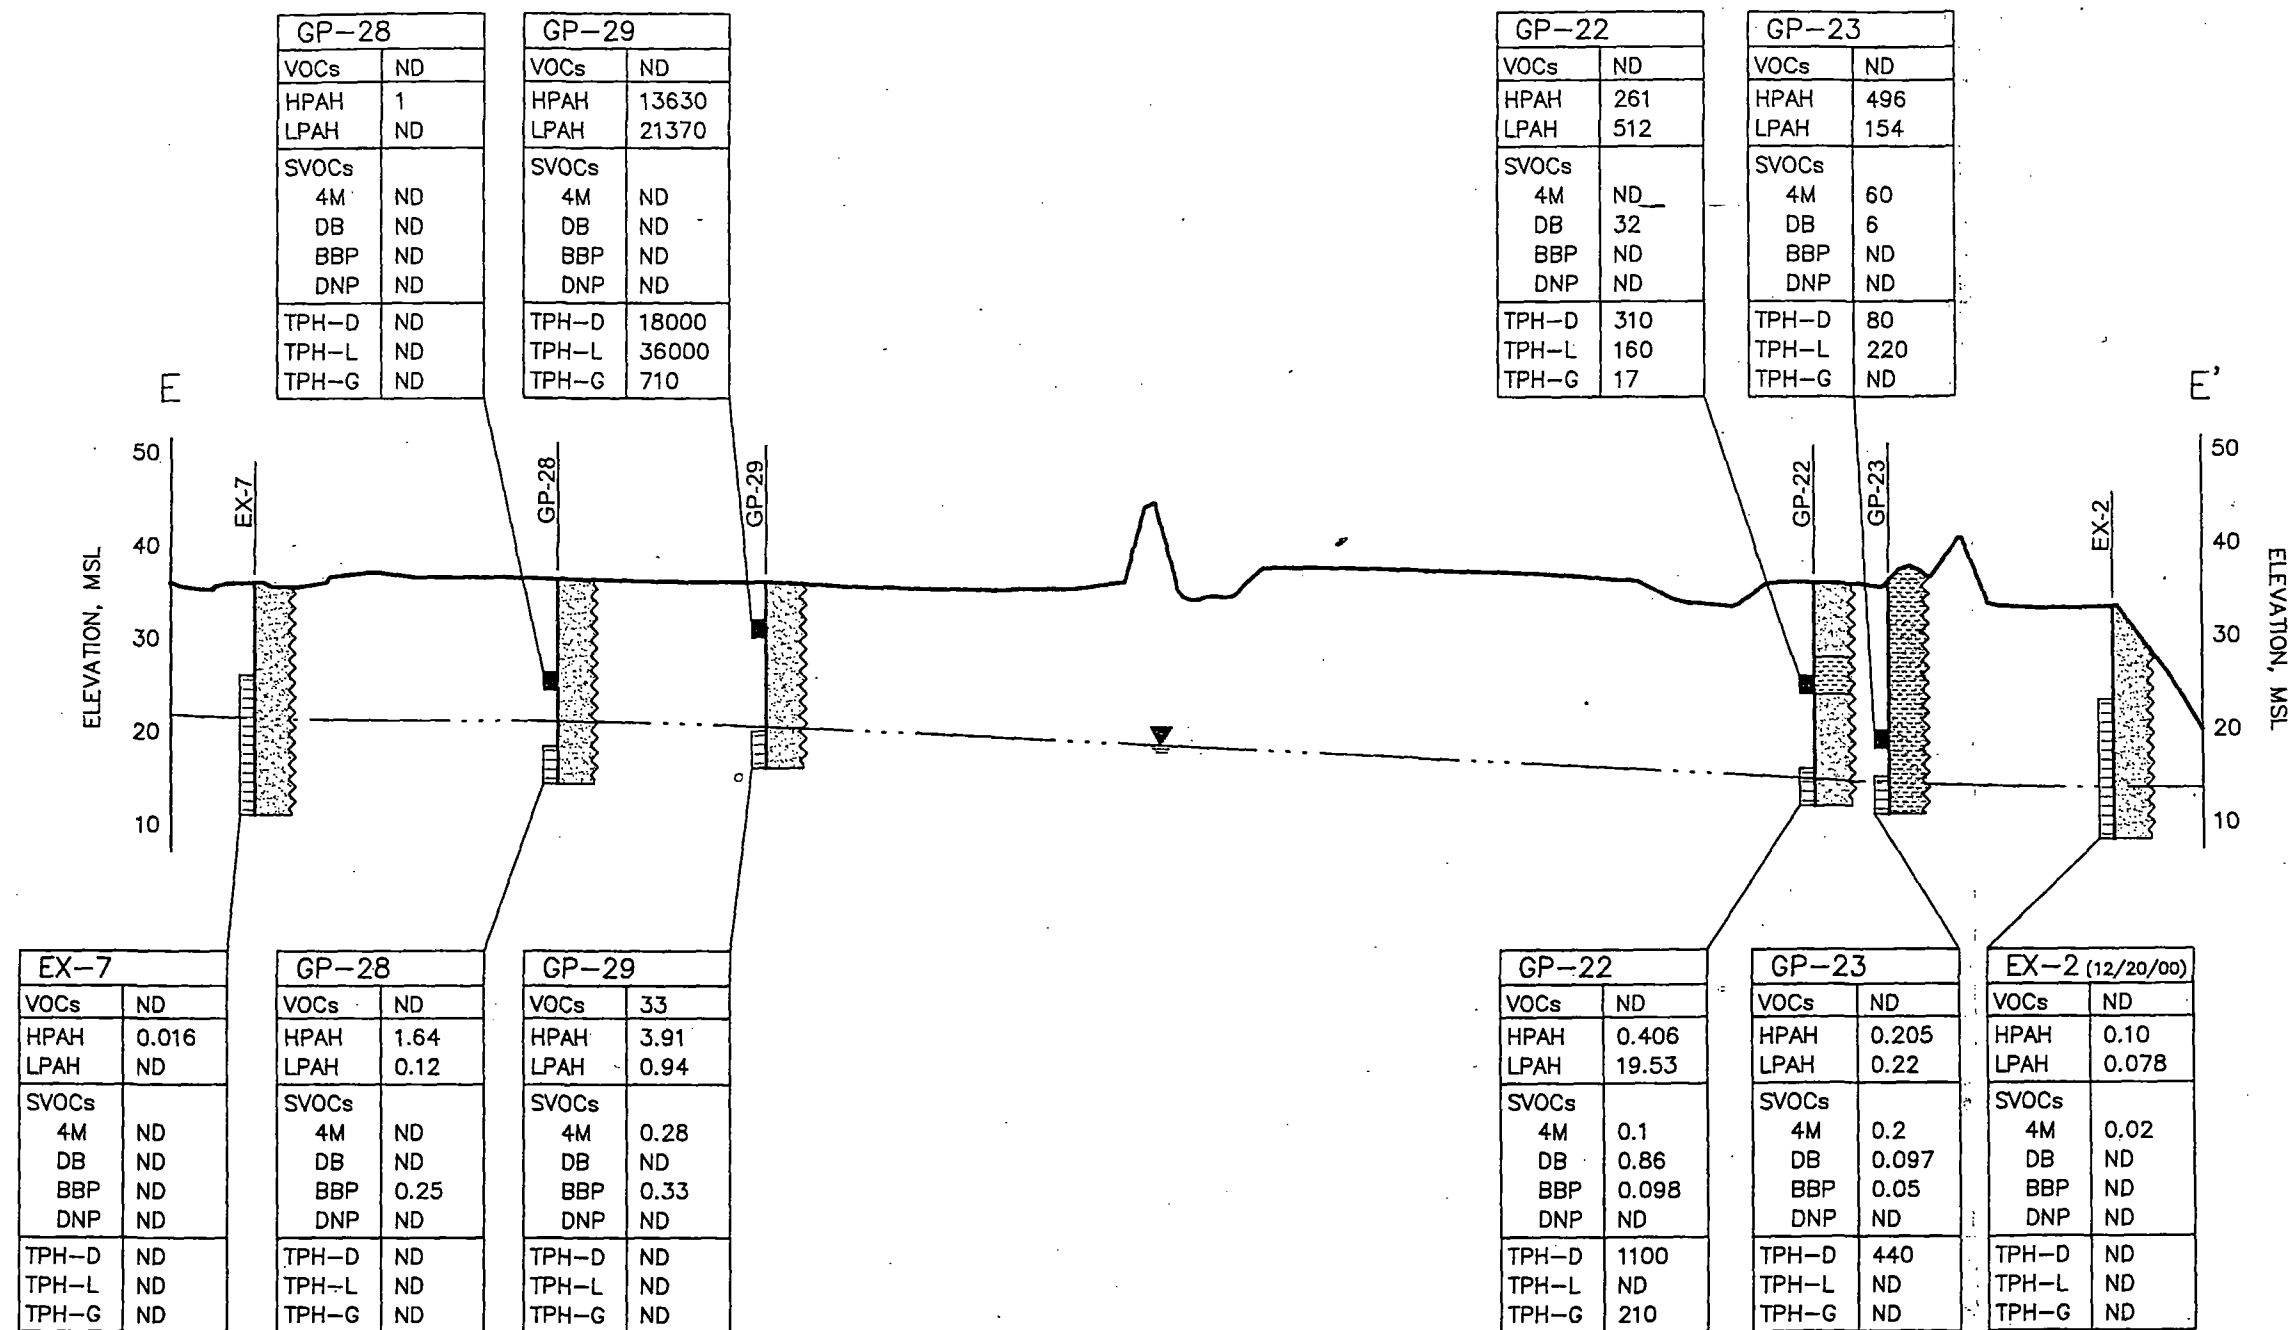 GP-28
VOCs ND
HPAH 1
LPAH ND
SVOCs
4M ND
DB ND
BBP ND
DNP ND
TPH-D ND
TPH-L ND
TPH-G ND
GP-29
VOCs ND
HPAH 13630
LPAH 21370
SVOCs
4M ND
DB ND
BBP ND
DNP ND
TPH-D 18000
TPH-L 36000
TPH-G 710
GP-22
VOCs ND
HPAH 261
LPAH 512
SVOCs
4M ND
DB 32
BBP ND
DNP ND
TPH-D 310
TPH-L 160
TPH-G 17
GP-23
VOCs ND
HPAH 496
LPAH 154
SVOCs
4M 60
DB 6
BBP ND
DNP ND
TPH-D 80
TPH-L 220
TPH-G ND
E
E'
ELEVATION, MSL
50
40
30
20
10
EX-7
GP-28
GP-29
GP-22
GP-23
EX-2
50
40
30
20
10
ELEVATION, MSL
EX-7
VOCs ND
HPAH 0.016
LPAH ND
SVOCs
4M ND
DB ND
BBP ND
DNP ND
TPH-D ND
TPH-L ND
TPH-G ND
GP-28
VOCs ND
HPAH 1.64
LPAH 0.12
SVOCs
4M ND
DB ND
BBP 0.25
DNP ND
TPH-D ND
TPH-L ND
TPH-G ND
GP-29
VOCs 33
HPAH 3.91
LPAH 0.94
SVOCs
4M 0.28
DB ND
BBP 0.33
DNP ND
TPH-D ND
TPH-L ND
TPH-G ND
GP-22
VOCs ND
HPAH 0.406
LPAH 19.53
SVOCs
4M 0.1
DB 0.86
BBP 0.098
DNP ND
TPH-D 1100
TPH-L ND
TPH-G 210
GP-23
VOCs ND
HPAH 0.205
LPAH 0.22
SVOCs
4M 0.2
DB 0.097
BBP 0.05
DNP ND
TPH-D 440
TPH-L ND
TPH-G ND
EX-2 (12/20/00)
VOCs ND
HPAH 0.10
LPAH 0.078
SVOCs
4M 0.02
DB ND
BBP ND
DNP ND
TPH-D ND
TPH-L ND
TPH-G ND